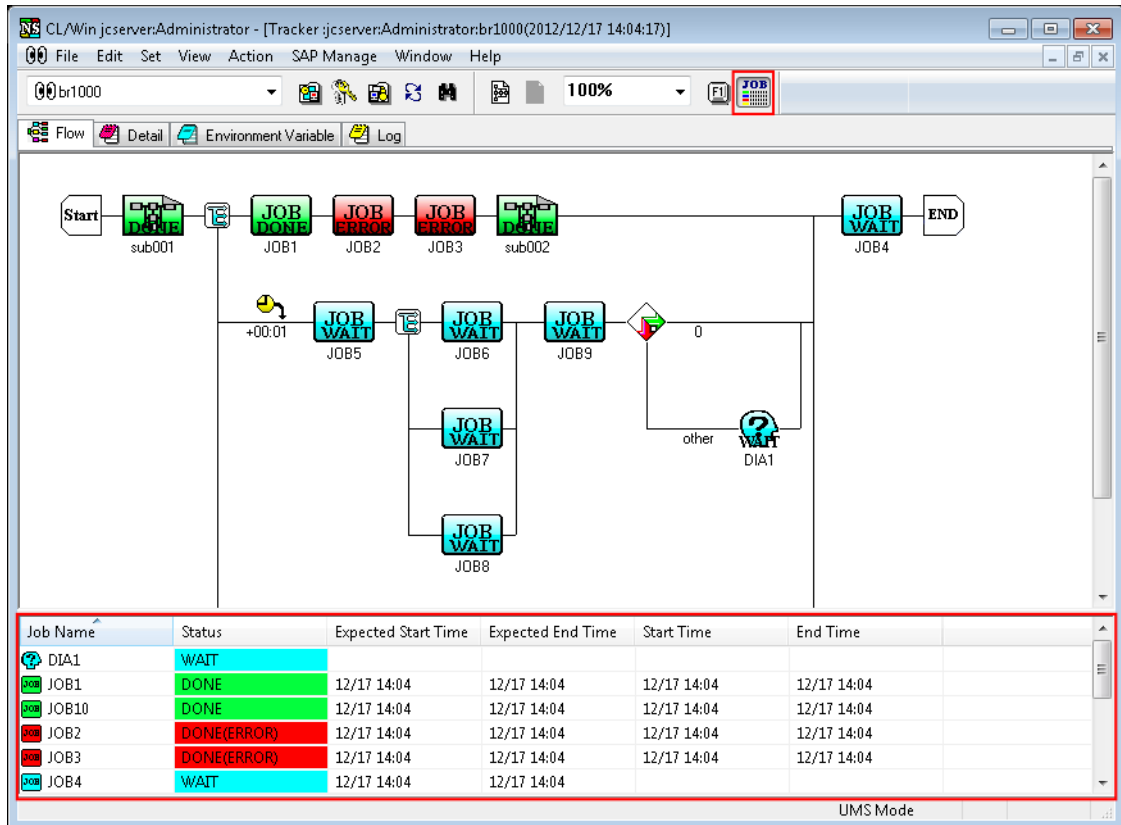 CL/Win jcserver:Administrator - [Tracker :jcserver:Administrator:br1000(2012/12/17 14:04:17)]
File Edit Set View Action SAP Manage Window Help
br1000 100% F1 JOB
Flow Detail Environment Variable Log
Start DONE JOB DONE JOB ERROR JOB ERROR DONE JOB WAIT END
sub001 JOB1 JOB2 JOB3 sub002 JOB4
JOB WAIT JOB WAIT JOB WAIT
+00:01 JOB5 JOB6 JOB9 0
JOB WAIT other WAIT
JOB7 DIA1
JOB WAIT
JOB8
Job Name Status Expected Start Time Expected End Time Start Time End Time
DIA1 WAIT
JOB JOB1 DONE 12/17 14:04 12/17 14:04 12/17 14:04 12/17 14:04
JOB JOB10 DONE 12/17 14:04 12/17 14:04 12/17 14:04 12/17 14:04
JOB JOB2 DONE(ERROR) 12/17 14:04 12/17 14:04 12/17 14:04 12/17 14:04
JOB JOB3 DONE(ERROR) 12/17 14:04 12/17 14:04 12/17 14:04 12/17 14:04
JOB JOB4 WAIT 12/17 14:04 12/17 14:04
UMS Mode